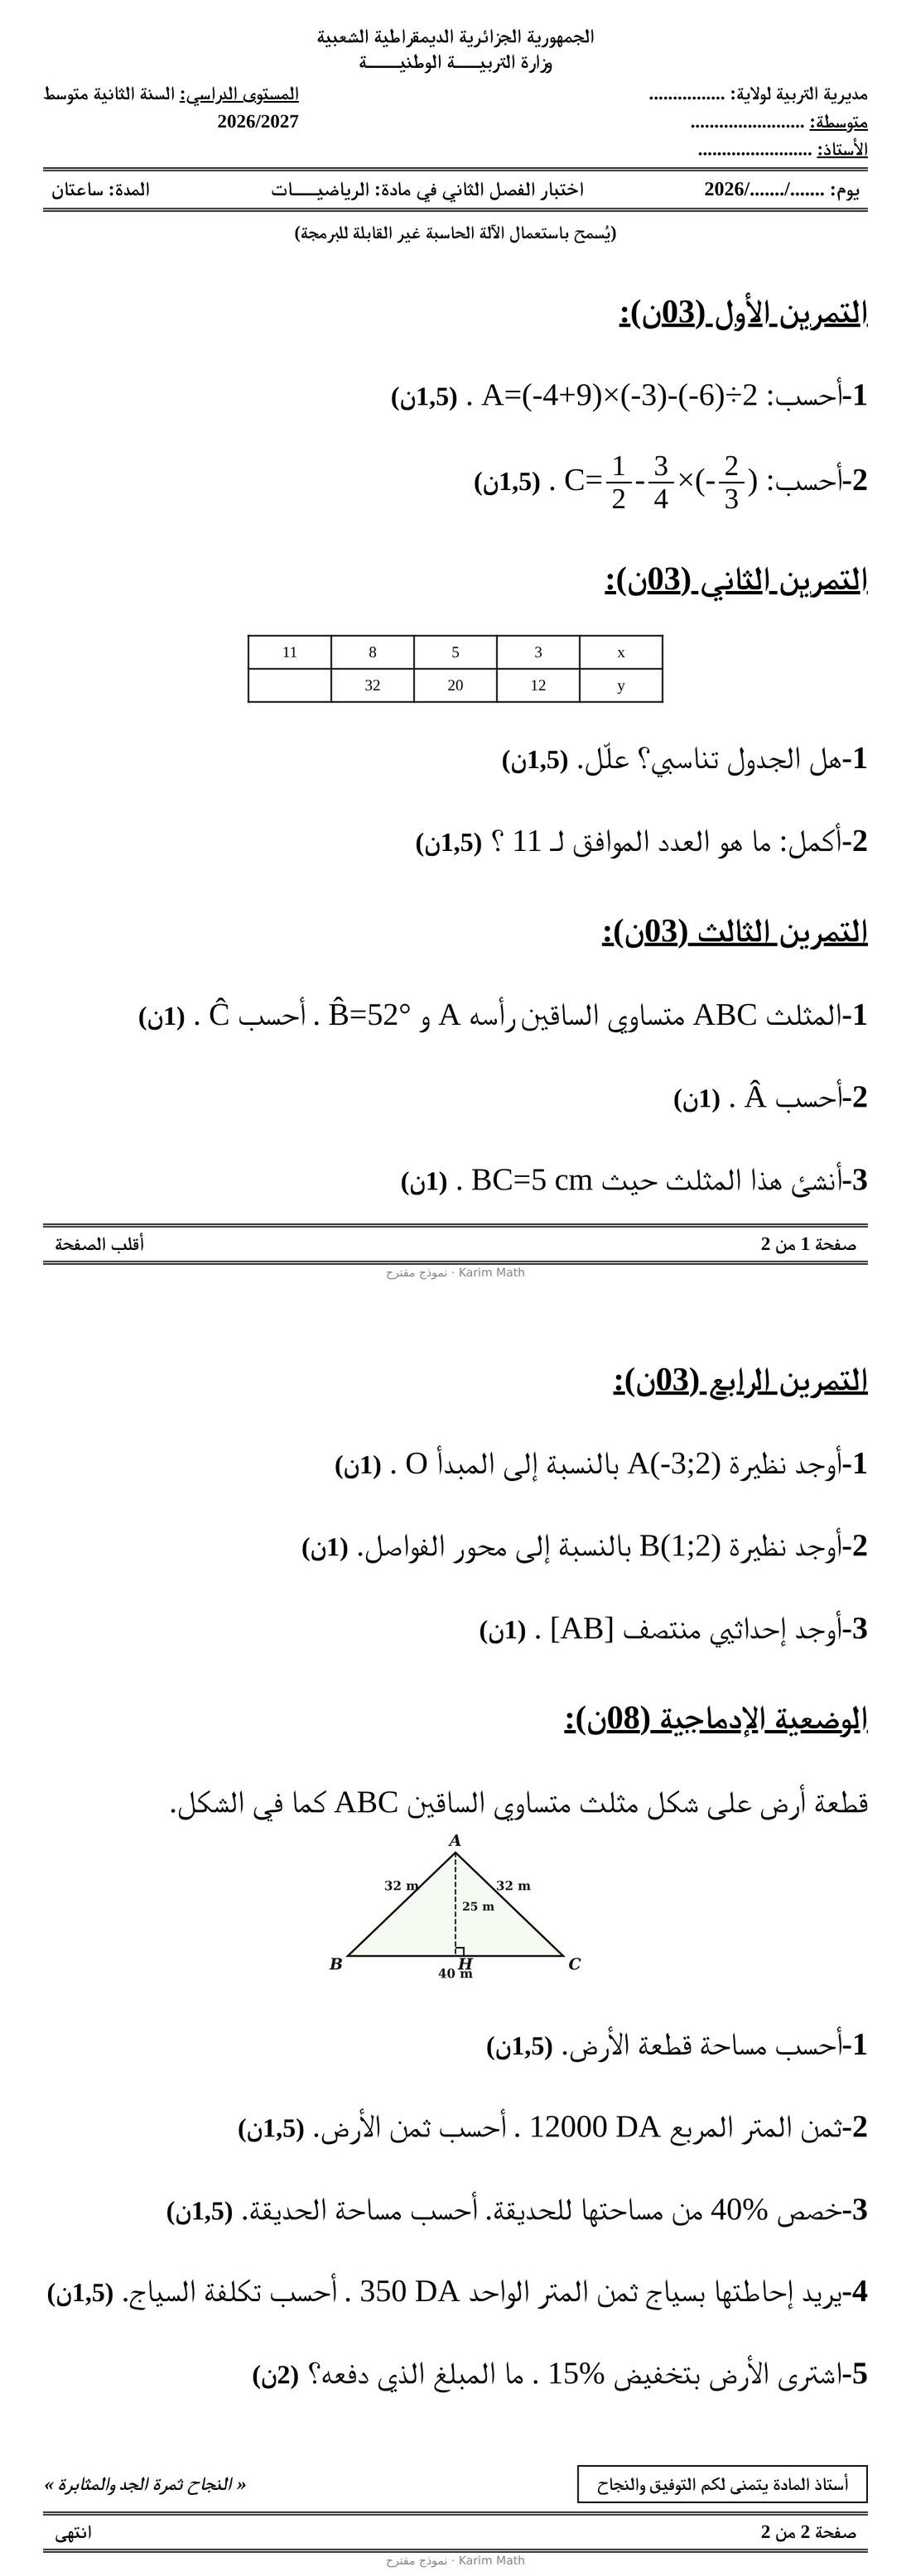 الجمهورية الجزائرية الديمقراطية الشعبية
وزارة التربيـــــة الوطنيــــــة
مديرية التربية لولاية: ................ المستوى الدراسي: السنة الثانية متوسط
متوسطة: ........................ 2026/2027
الأستاذ: ........................
يوم: ......./......./2026 اختبار الفصل الثاني في مادة: الرياضيـــــات المدة: ساعتان
(يُسمح باستعمال الآلة الحاسبة غير القابلة للبرمجة)
التمرين الأول (03ن):
1-أحسب: A=(-4+9)×(-3)-(-6)÷2 . (1,5ن)
2-أحسب: C=1/2-3/4×(-2/3) . (1,5ن)
التمرين الثاني (03ن):
x 3 5 8 11
y 12 20 32
1-هل الجدول تناسبي؟ علّل. (1,5ن)
2-أكمل: ما هو العدد الموافق لـ 11 ؟ (1,5ن)
التمرين الثالث (03ن):
1-المثلث ABC متساوي الساقين رأسه A و B̂=52° . أحسب Ĉ . (1ن)
2-أحسب Â . (1ن)
3-أنشئ هذا المثلث حيث BC=5 cm . (1ن)
صفحة 1 من 2 أقلب الصفحة
Karim Math · نموذج مقترح
التمرين الرابع (03ن):
1-أوجد نظيرة A(-3;2) بالنسبة إلى المبدأ O . (1ن)
2-أوجد نظيرة B(1;2) بالنسبة إلى محور الفواصل. (1ن)
3-أوجد إحداثيي منتصف [AB] . (1ن)
الوضعية الإدماجية (08ن):
قطعة أرض على شكل مثلث متساوي الساقين ABC كما في الشكل.
A
32 m 32 m
25 m
B H C
40 m
1-أحسب مساحة قطعة الأرض. (1,5ن)
2-ثمن المتر المربع 12000 DA . أحسب ثمن الأرض. (1,5ن)
3-خصص 40% من مساحتها للحديقة. أحسب مساحة الحديقة. (1,5ن)
4-يريد إحاطتها بسياج ثمن المتر الواحد 350 DA . أحسب تكلفة السياج. (1,5ن)
5-اشترى الأرض بتخفيض 15% . ما المبلغ الذي دفعه؟ (2ن)
أستاذ المادة يتمنى لكم التوفيق والنجاح « النجاح ثمرة الجد والمثابرة »
صفحة 2 من 2 انتهى
Karim Math · نموذج مقترح